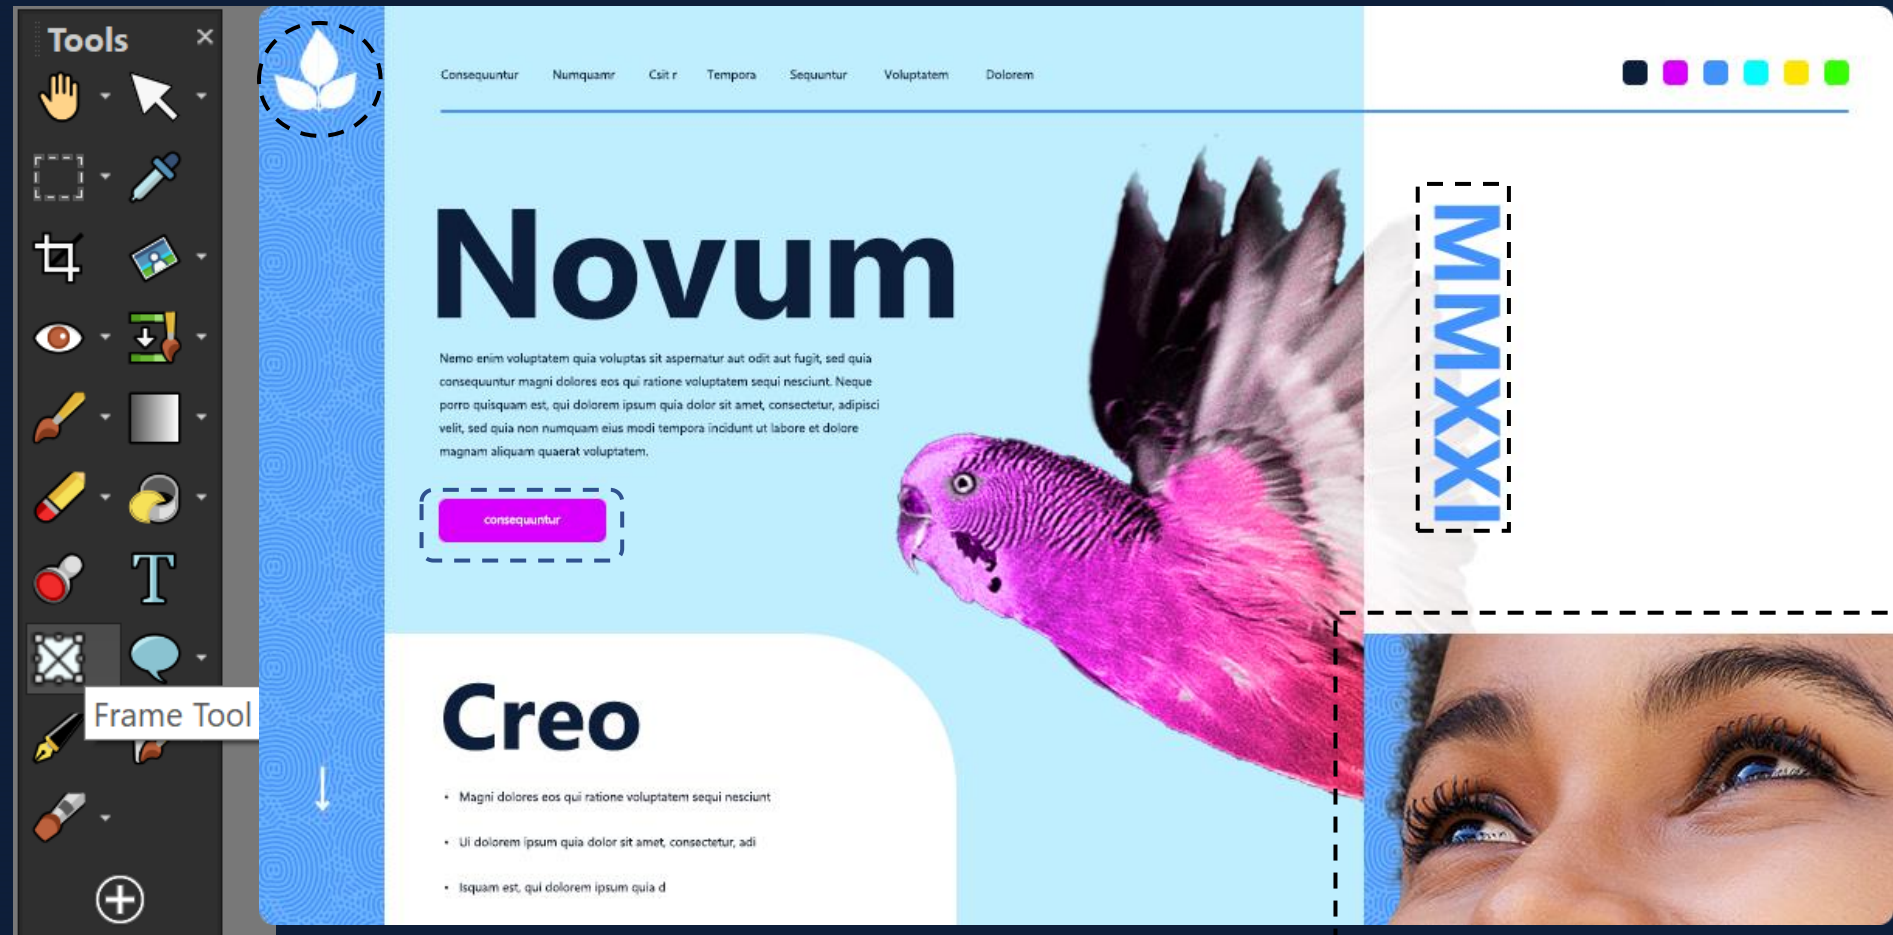 Tools
Frame Tool
Consequuntur Numquamr Csit r Tempora Sequuntur Voluptatem Dolorem
Novum
Nemo enim voluptatem quia voluptas sit aspernatur aut odit aut fugit, sed quia
consequuntur magni dolores eos qui ratione voluptatem sequi nesciunt. Neque
porro quisquam est, qui dolorem ipsum quia dolor sit amet, consectetur, adipisci
velit, sed quia non numquam eius modi tempora incidunt ut labore et dolore
magnam aliquam quaerat voluptatem.
consequuntur
MMXXI
Creo
• Magni dolores eos qui ratione voluptatem sequi nesciunt
• Ui dolorem ipsum quia dolor sit amet, consectetur, adi
• Isquam est, qui dolorem ipsum quia d